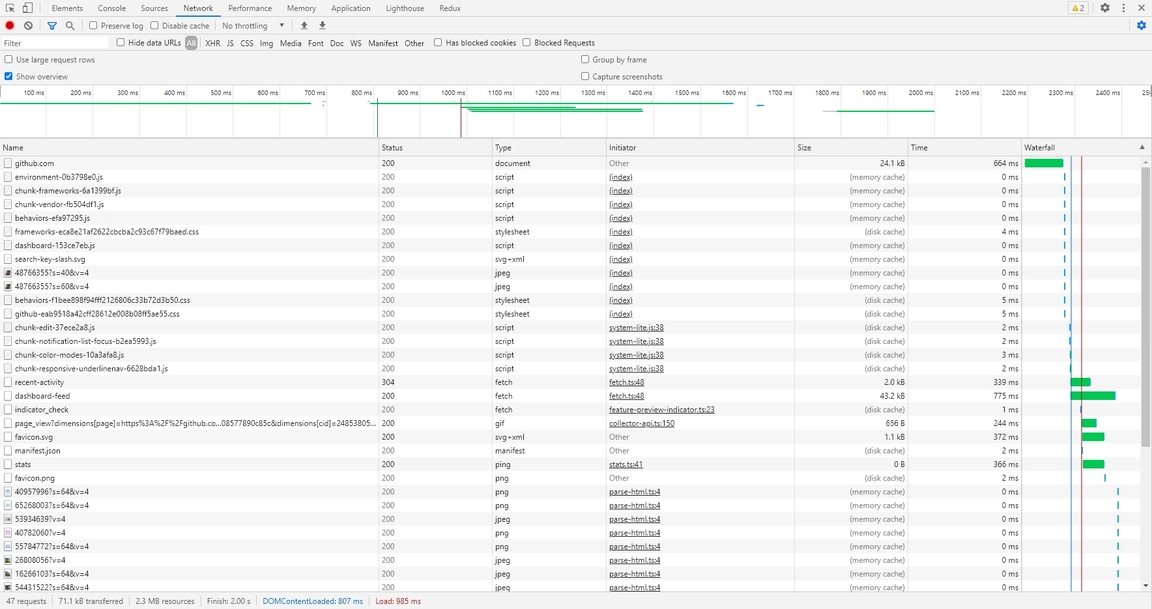 Elements Console Sources Network Performance Memory Application Lighthouse Redux 2
Preserve log Disable cache No throttling
Filter Hide data URLs All XHR JS CSS Img Media Font Doc WS Manifest Other Has blocked cookies Blocked Requests
Use large request rows Group by frame
Show overview Capture screenshots
100 ms 200 ms 300 ms 400 ms 500 ms 600 ms 700 ms 800 ms 900 ms 1000 ms 1100 ms 1200 ms 1300 ms 1400 ms 1500 ms 1600 ms 1700 ms 1800 ms 1900 ms 2000 ms 2100 ms 2200 ms 2300 ms 2400 ms
Name Status Type Initiator Size Time Waterfall
github.com 200 document Other 24.1 kB 664 ms
environment-0b3798e0.js 200 script (index) (memory cache) 0 ms
chunk-frameworks-6a1399bf.js 200 script (index) (memory cache) 0 ms
chunk-vendor-fb504df1.js 200 script (index) (memory cache) 0 ms
behaviors-efa97295.js 200 script (index) (memory cache) 0 ms
frameworks-eca8e21af2622cbcba2c93c67f79baed.css 200 stylesheet (index) (disk cache) 4 ms
dashboard-153ce7eb.js 200 script (index) (memory cache) 0 ms
search-key-slash.svg 200 svg+xml (index) (memory cache) 0 ms
48766355?s=40&v=4 200 jpeg (index) (memory cache) 0 ms
48766355?s=60&v=4 200 jpeg (index) (memory cache) 0 ms
behaviors-f1bee898f94fff2126806c33b72d3b50.css 200 stylesheet (index) (disk cache) 5 ms
github-eab9518a42cff28612e008b08ff5ae55.css 200 stylesheet (index) (disk cache) 5 ms
chunk-edit-37ece2a8.js 200 script system-lite.js:38 (disk cache) 2 ms
chunk-notification-list-focus-b2ea5993.js 200 script system-lite.js:38 (disk cache) 2 ms
chunk-color-modes-10a3afa8.js 200 script system-lite.js:38 (disk cache) 3 ms
chunk-responsive-underlinenav-6628bda1.js 200 script system-lite.js:38 (disk cache) 2 ms
recent-activity 304 fetch fetch.ts:48 2.0 kB 339 ms
dashboard-feed 200 fetch fetch.ts:48 43.2 kB 775 ms
indicator_check 200 fetch feature-preview-indicator.ts:23 (disk cache) 1 ms
page_view?dimensions[page]=https%3A%2F%2Fgithub.co...08577890c85c&dimensions[cid]=24853805... 200 gif collector-api.ts:150 656 B 244 ms
favicon.svg 200 svg+xml Other 1.1 kB 372 ms
manifest.json 200 manifest Other (disk cache) 2 ms
stats 200 ping stats.ts:41 0 B 366 ms
favicon.png 200 png Other (disk cache) 2 ms
40957996?s=64&v=4 200 png parse-html.ts:4 (memory cache) 0 ms
65268003?s=64&v=4 200 png parse-html.ts:4 (memory cache) 0 ms
53934639?v=4 200 jpeg parse-html.ts:4 (memory cache) 0 ms
40782060?v=4 200 png parse-html.ts:4 (memory cache) 0 ms
55784772?s=64&v=4 200 png parse-html.ts:4 (memory cache) 0 ms
26808056?v=4 200 jpeg parse-html.ts:4 (memory cache) 0 ms
16266103?s=64&v=4 200 jpeg parse-html.ts:4 (memory cache) 0 ms
54431522?s=64&v=4 200 jpeg parse-html.ts:4 (memory cache) 0 ms
47 requests 71.1 kB transferred 2.3 MB resources Finish: 2.00 s DOMContentLoaded: 807 ms Load: 985 ms